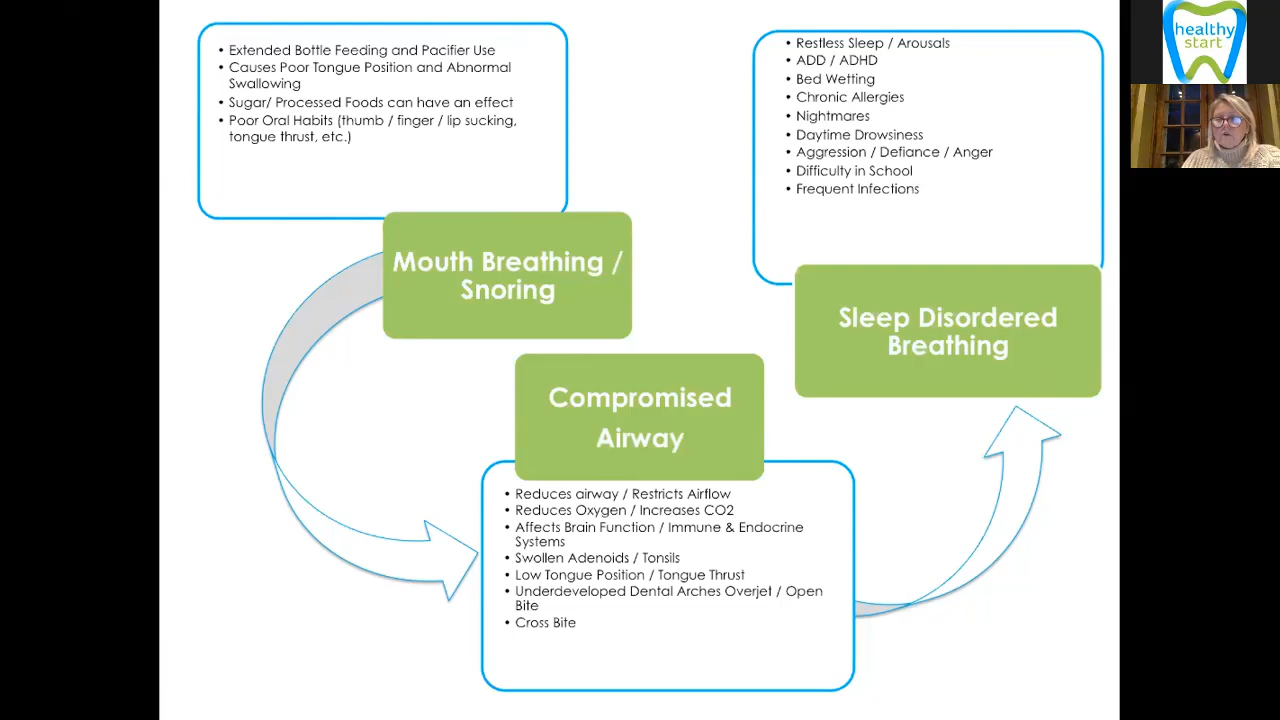 • Extended Bottle Feeding and Pacifier Use
• Causes Poor Tongue Position and Abnormal
Swallowing
• Sugar/ Processed Foods can have an effect
• Poor Oral Habits (thumb / finger / lip sucking,
tongue thrust, etc.)
Mouth Breathing /
Snoring
Compromised
Airway
• Reduces airway / Restricts Airflow
• Reduces Oxygen / Increases CO2
• Affects Brain Function / Immune & Endocrine
Systems
• Swollen Adenoids / Tonsils
• Low Tongue Position / Tongue Thrust
• Underdeveloped Dental Arches Overjet / Open
Bite
• Cross Bite
• Restless Sleep / Arousals
• ADD / ADHD
• Bed Wetting
• Chronic Allergies
• Nightmares
• Daytime Drowsiness
• Aggression / Defiance / Anger
• Difficulty in School
• Frequent Infections
Sleep Disordered
Breathing
healthy
start